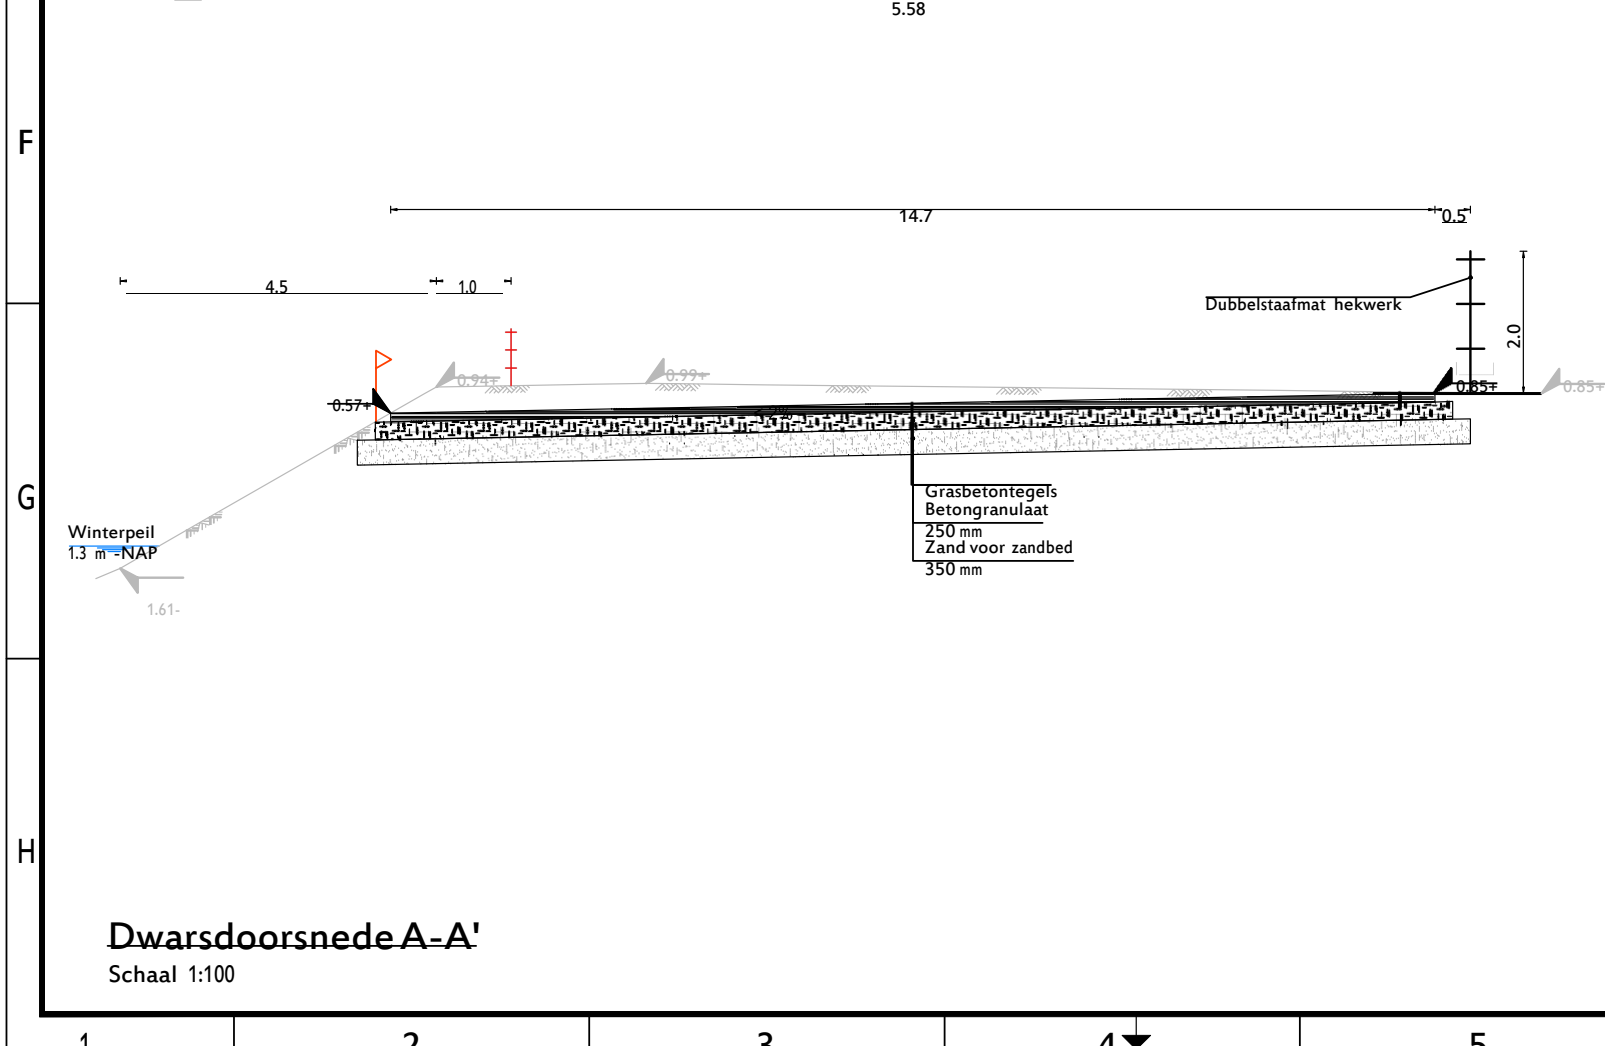 5.58
F
14.7
0.5
4.5
1.0
Dubbelstaafmat hekwerk
2.0
0.94+
0.99+
0.57+
0.85+
0.85+
G
Grasbetontegels
Betongranulaat
250 mm
Zand voor zandbed
350 mm
Winterpeil
1.3 m -NAP
1.61-
H
Dwarsdoorsnede A-A'
Schaal 1:100
1
2
3
4
5